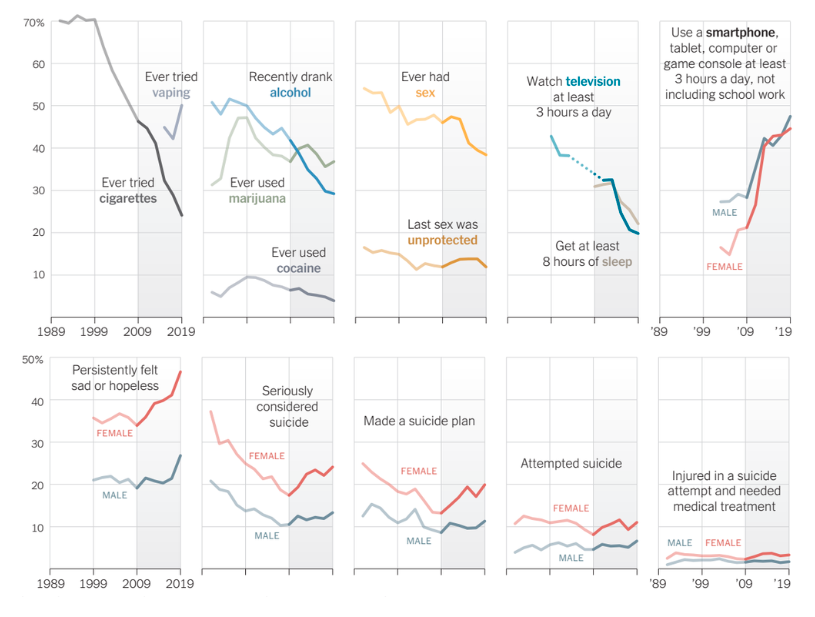 70%
60
50
40
30
20
10
Ever tried
vaping
Ever tried
cigarettes
1989
1999
2009
2019
Recently drank
alcohol
Ever used
marijuana
Ever used
cocaine
Ever had
sex
Last sex was
unprotected
Watch television
at least
3 hours a day
Get at least
8 hours of sleep
Use a smartphone,
tablet, computer or
game console at least
3 hours a day, not
including school work
MALE
FEMALE
’89
’99
’09
’19
50%
40
30
20
10
Persistently felt
sad or hopeless
FEMALE
MALE
1989
1999
2009
2019
Seriously
considered
suicide
FEMALE
MALE
Made a suicide plan
FEMALE
MALE
Attempted suicide
FEMALE
MALE
Injured in a suicide
attempt and needed
medical treatment
MALE
FEMALE
’89
’99
’09
’19